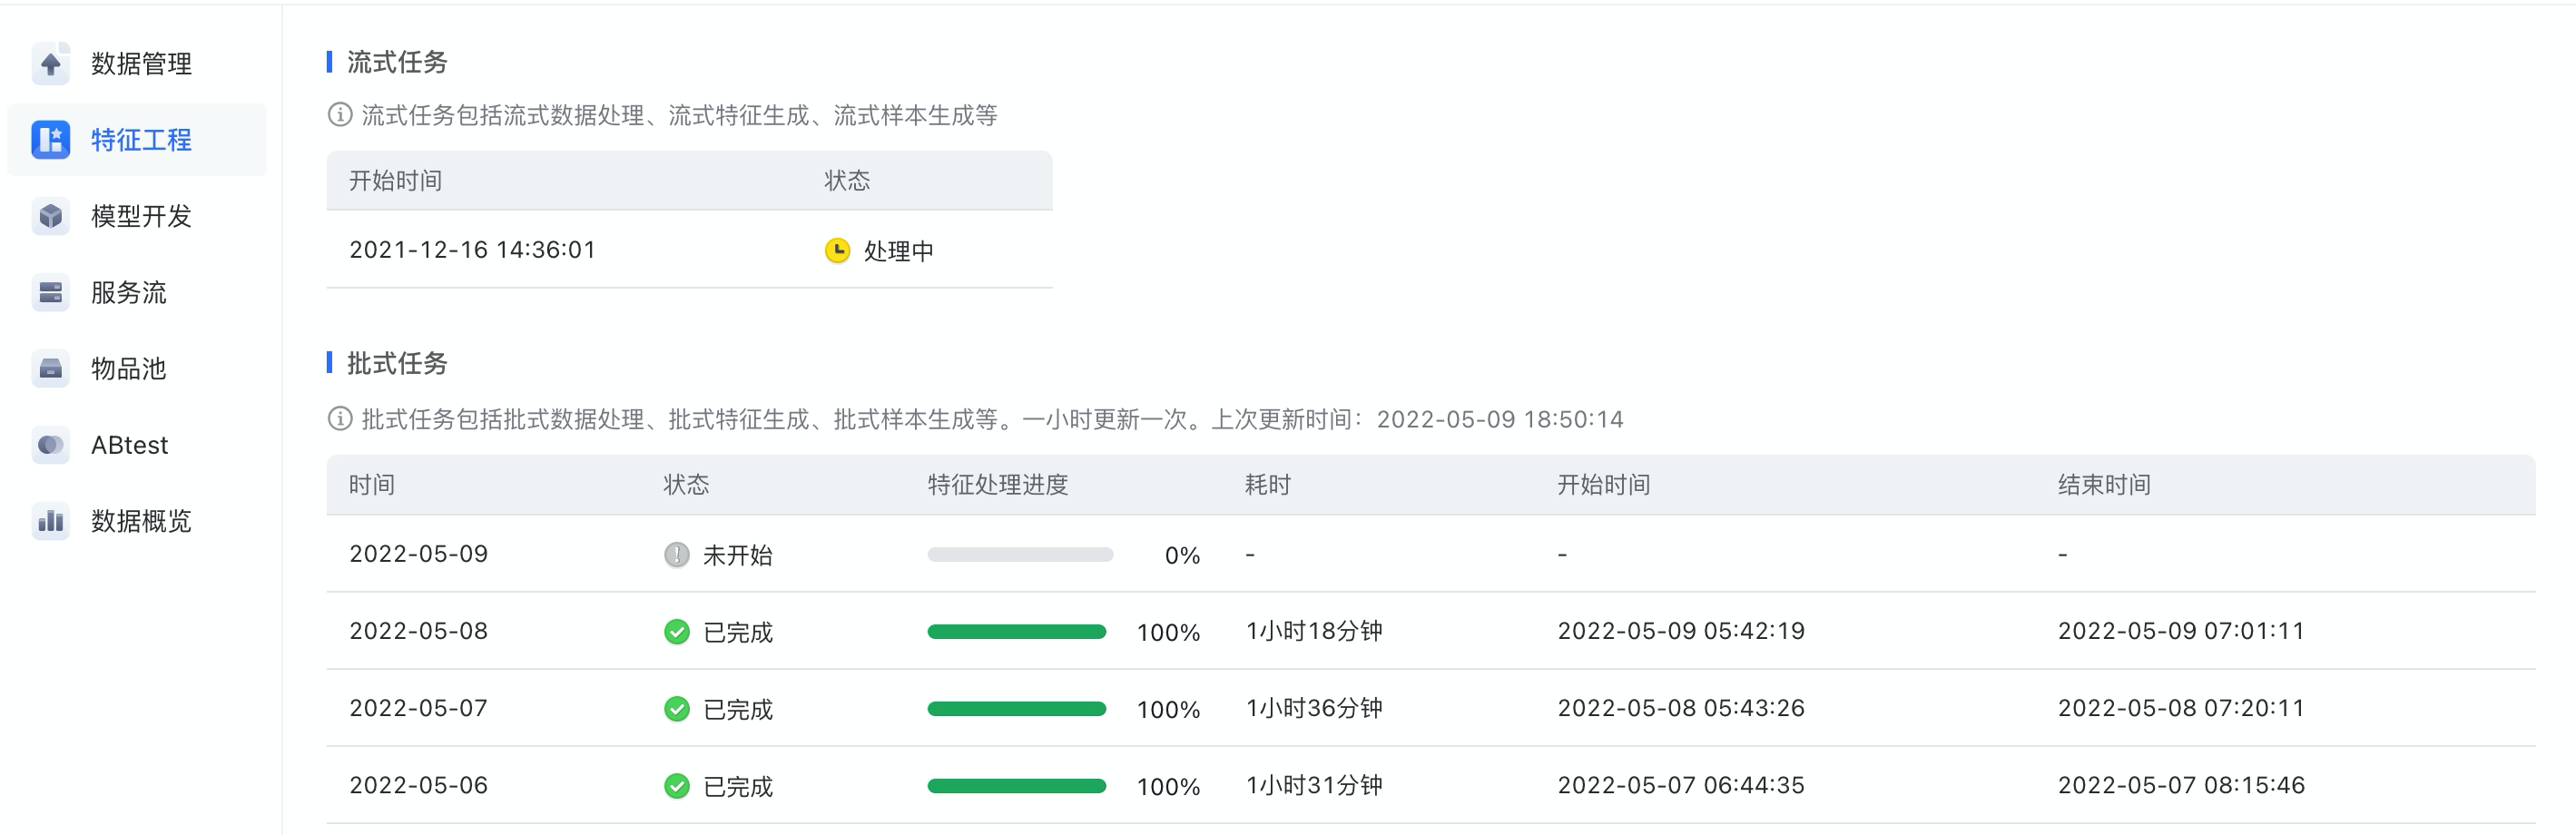 数据管理
特征工程
模型开发
服务流
物品池
ABtest
数据概览
流式任务
流式任务包括流式数据处理、流式特征生成、流式样本生成等
开始时间 状态
2021-12-16 14:36:01 处理中
批式任务
批式任务包括批式数据处理、批式特征生成、批式样本生成等。一小时更新一次。上次更新时间：2022-05-09 18:50:14
时间 状态 特征处理进度 耗时 开始时间 结束时间
2022-05-09 未开始 0% - - -
2022-05-08 已完成 100% 1小时18分钟 2022-05-09 05:42:19 2022-05-09 07:01:11
2022-05-07 已完成 100% 1小时36分钟 2022-05-08 05:43:26 2022-05-08 07:20:11
2022-05-06 已完成 100% 1小时31分钟 2022-05-07 06:44:35 2022-05-07 08:15:46